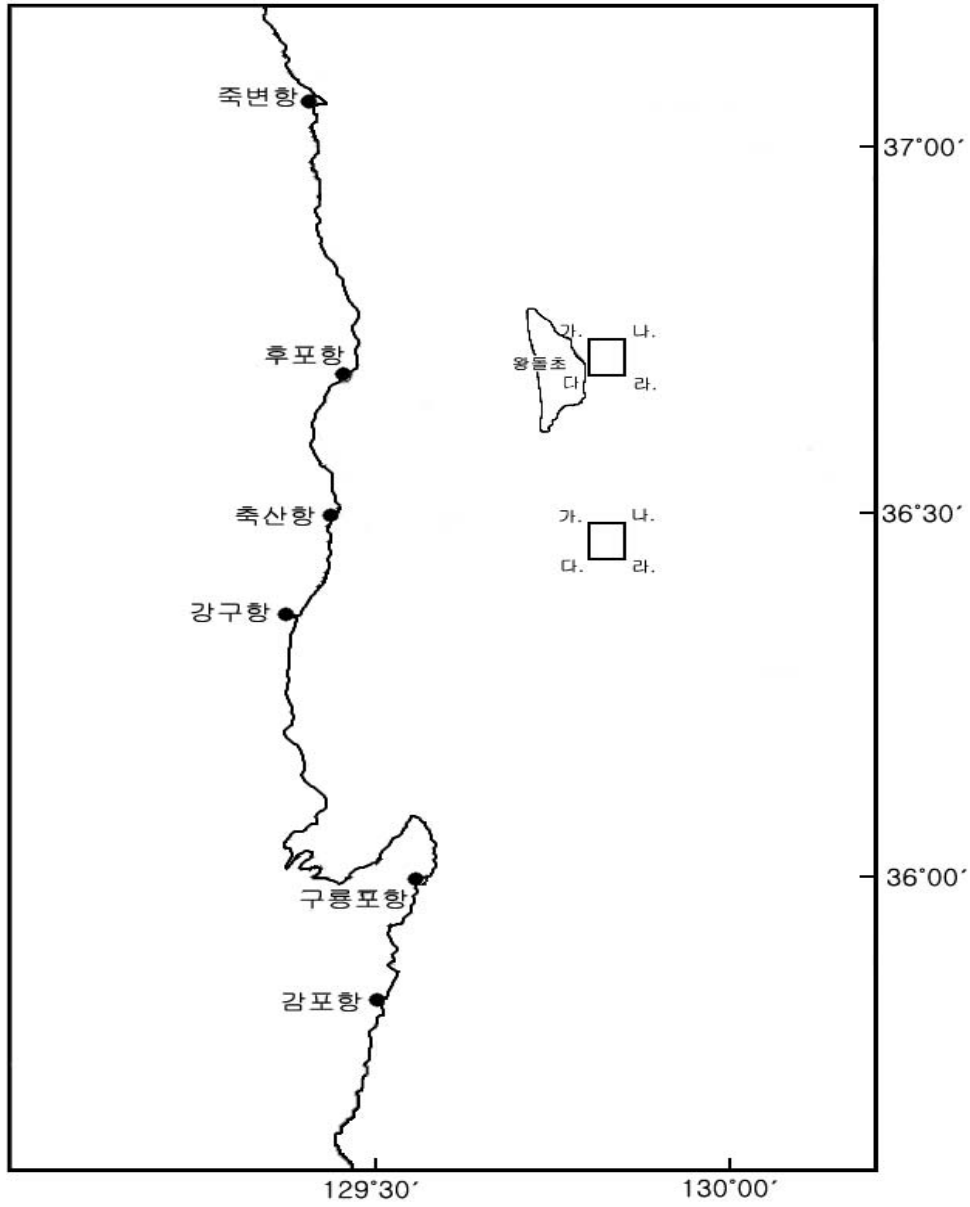 죽변항
37°00′
가. 나.
후포항
왕돌초
다 라.
가. 나.
축산항
36°30′
다. 라.
강구항
36°00′
구룡포항
감포항
129°30′ 130°00′